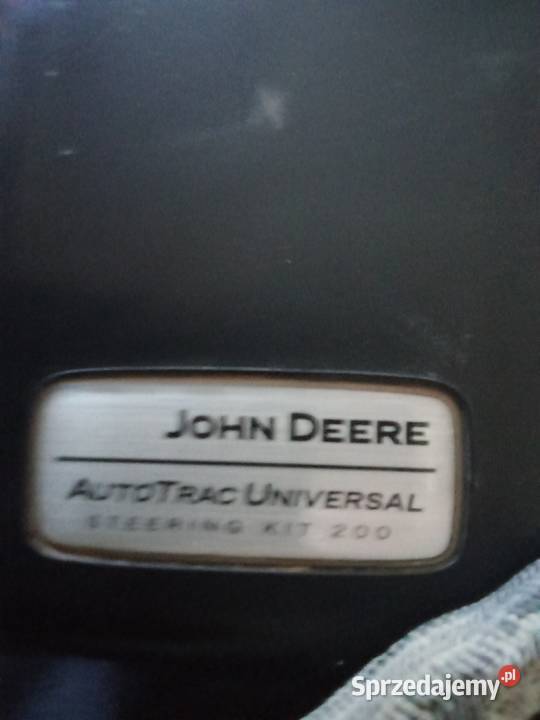 JOHN DEERE
AUTOTRAC UNIVERSAL
STEERING KIT 200
Sprzedajemy.pl